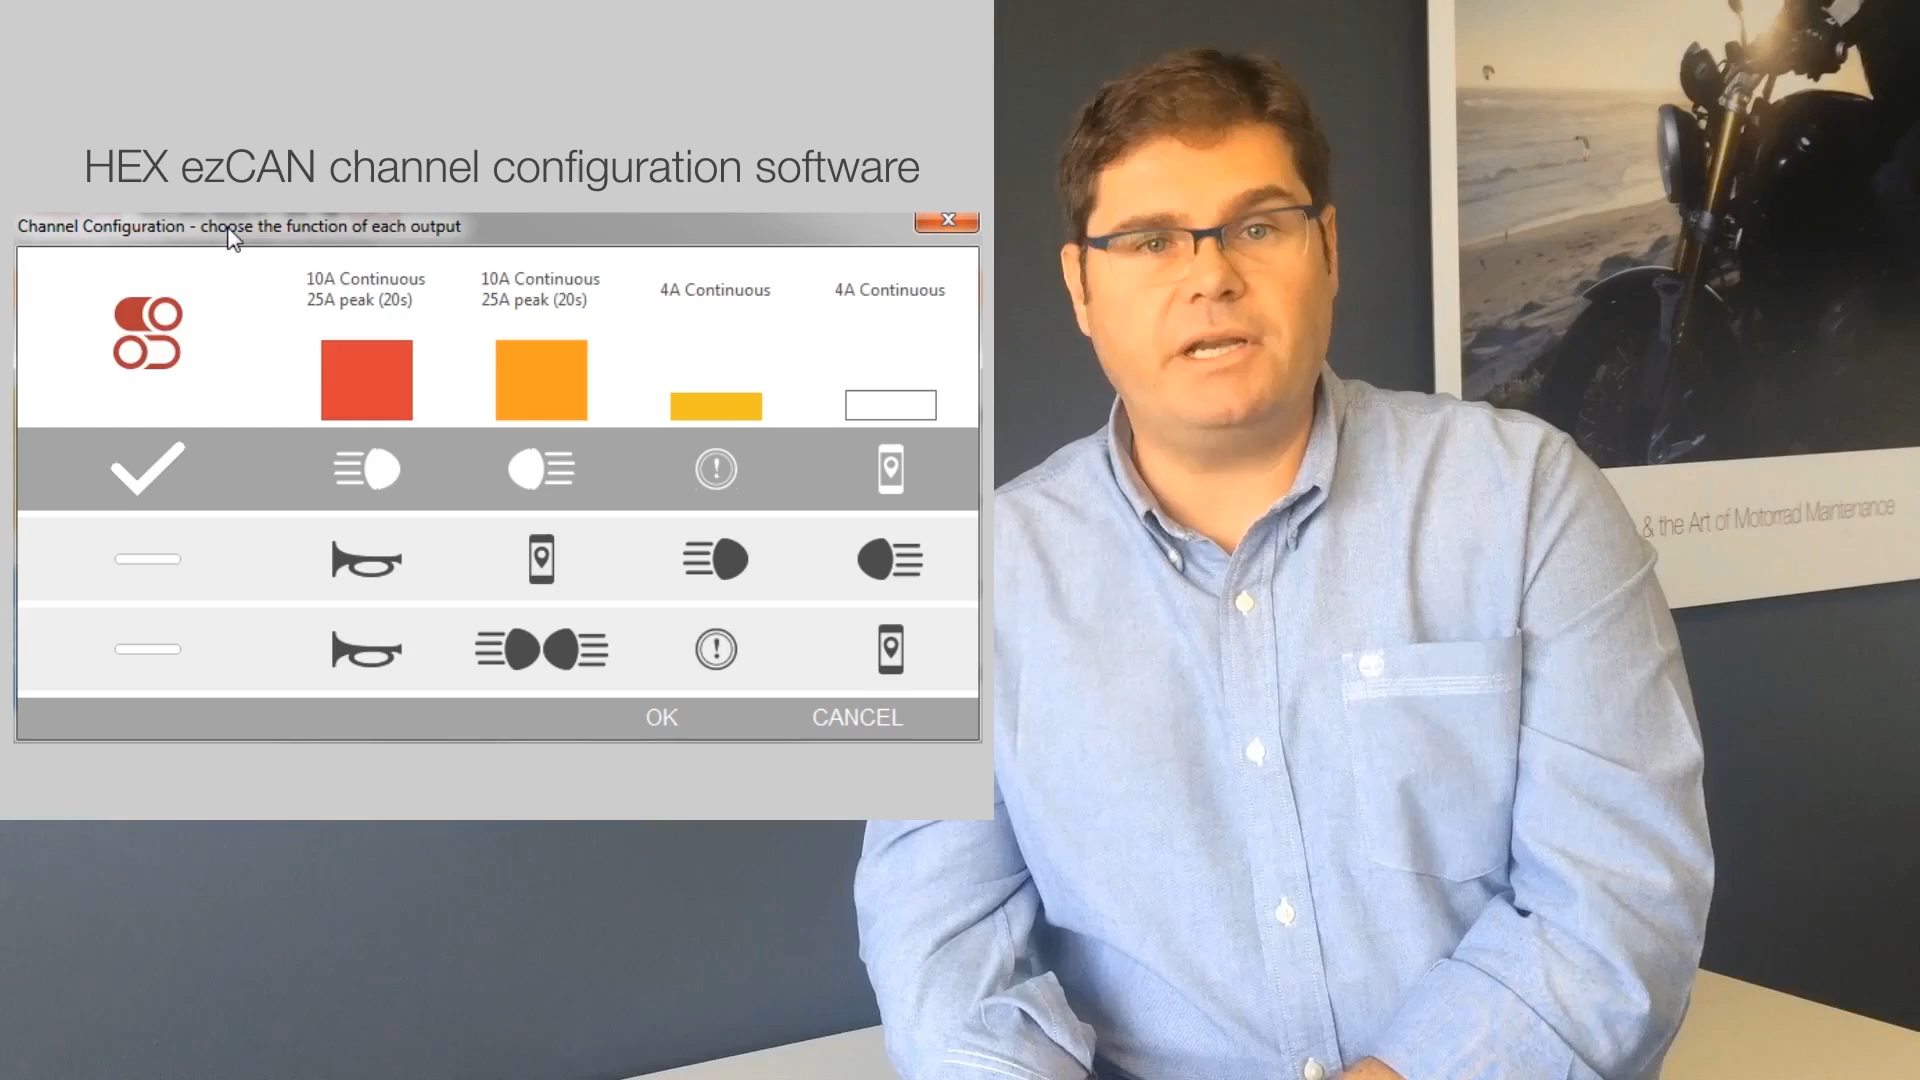 HEX ezCAN channel configuration software
Channel Configuration - choose the function of each output
10A Continuous
25A peak (20s)
10A Continuous
25A peak (20s)
4A Continuous
4A Continuous
OK
CANCEL
& the Art of Motorrad Maintenance